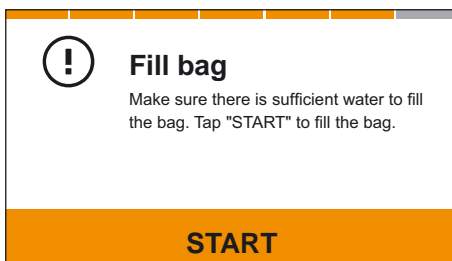 Fill bag
Make sure there is sufficient water to fill
the bag. Tap "START" to fill the bag.
START